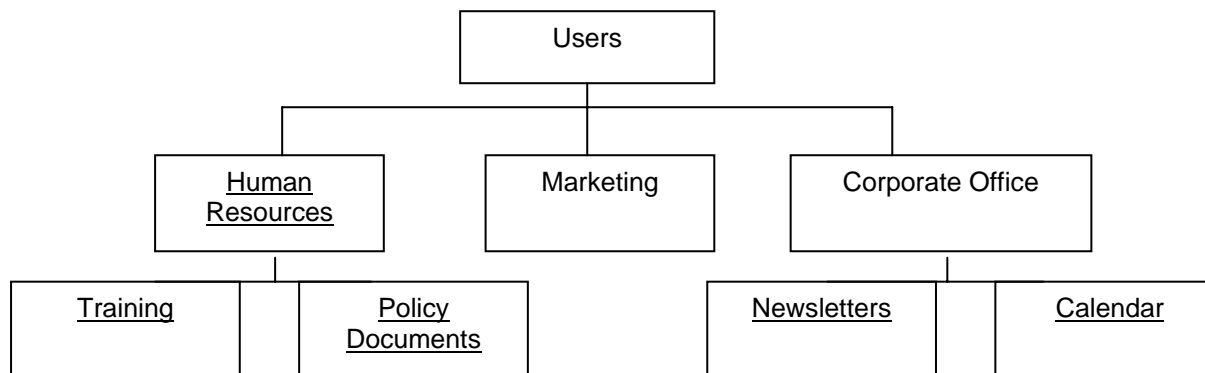 Users
Human
Resources
Marketing
Corporate Office
Training
Policy
Documents
Newsletters
Calendar